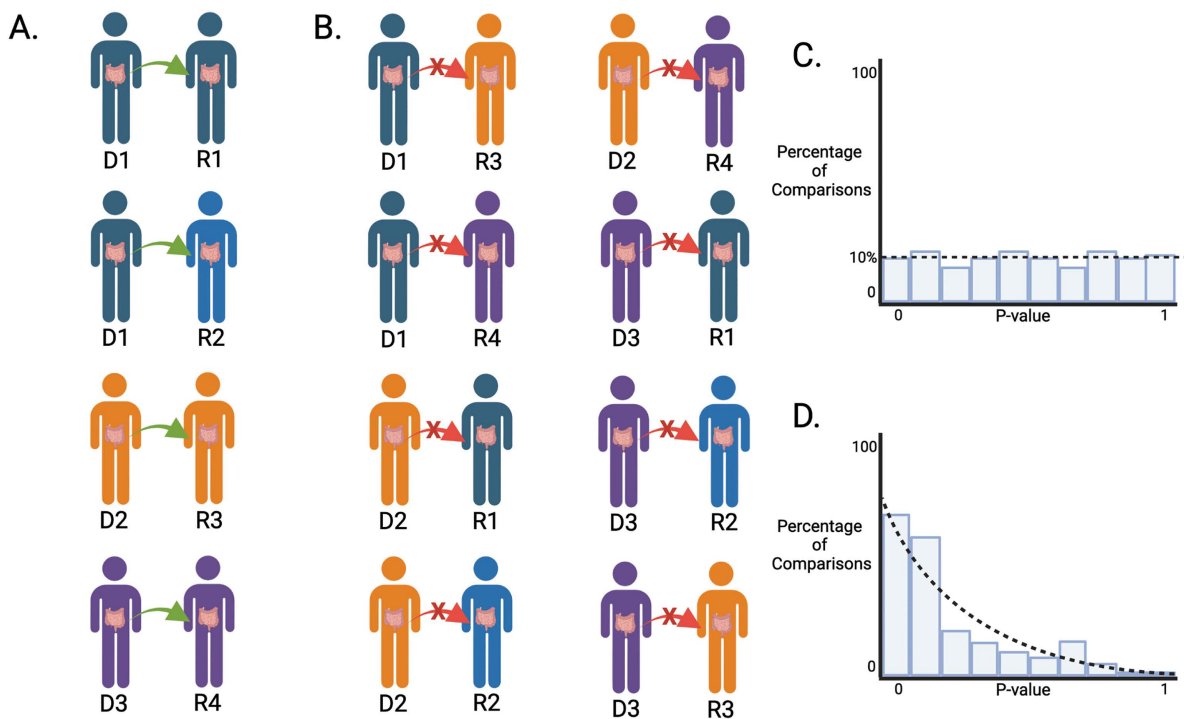 A.
D1 R1
D1 R2
D2 R3
D3 R4
B.
X X
D1 R3 D2 R4
X X
D1 R4 D3 R1
X X
D2 R1 D3 R2
X X
D2 R2 D3 R3
C.
100
Percentage
of
Comparisons
10%
0
0 P-value 1
D.
100
Percentage
of
Comparisons
0
0 P-value 1